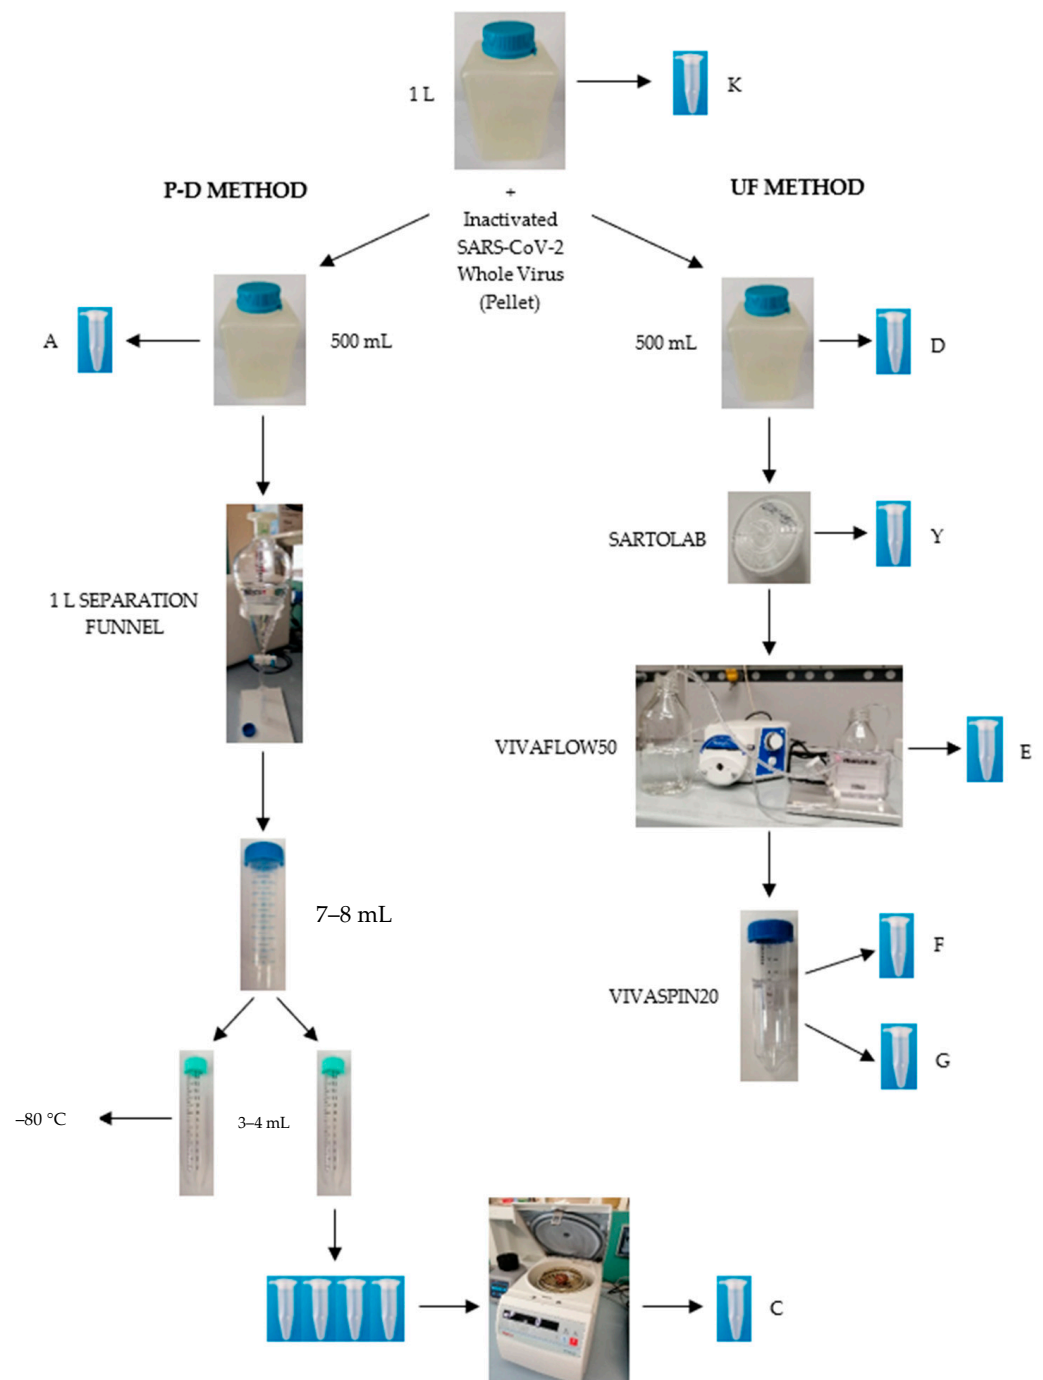 1 L
K
P-D METHOD
UF METHOD
+
Inactivated
SARS-CoV-2
Whole Virus
(Pellet)
A
500 mL
500 mL
D
SARTOLAB
Y
1 L SEPARATION
FUNNEL
VIVAFLOW50
E
7–8 mL
F
VIVASPIN20
G
–80 °C
3–4 mL
C